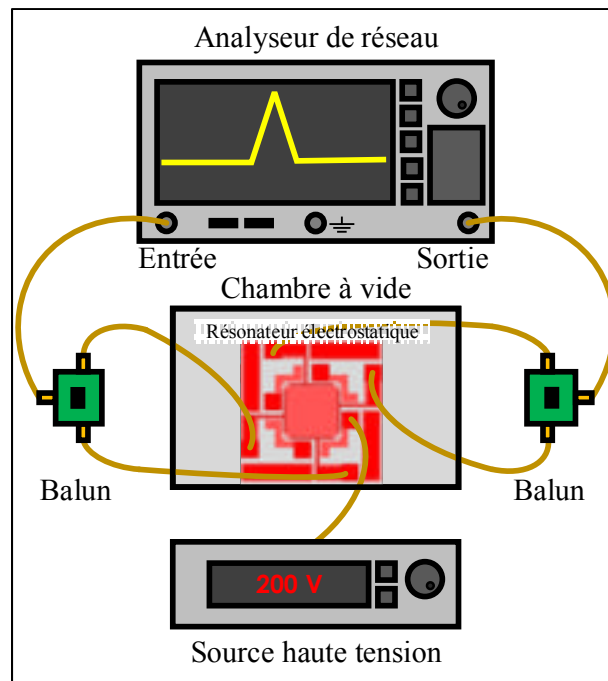 Analyseur de réseau
Entrée
Sortie
Chambre à vide
Résonateur électrostatique
Balun
Balun
200 V
Source haute tension